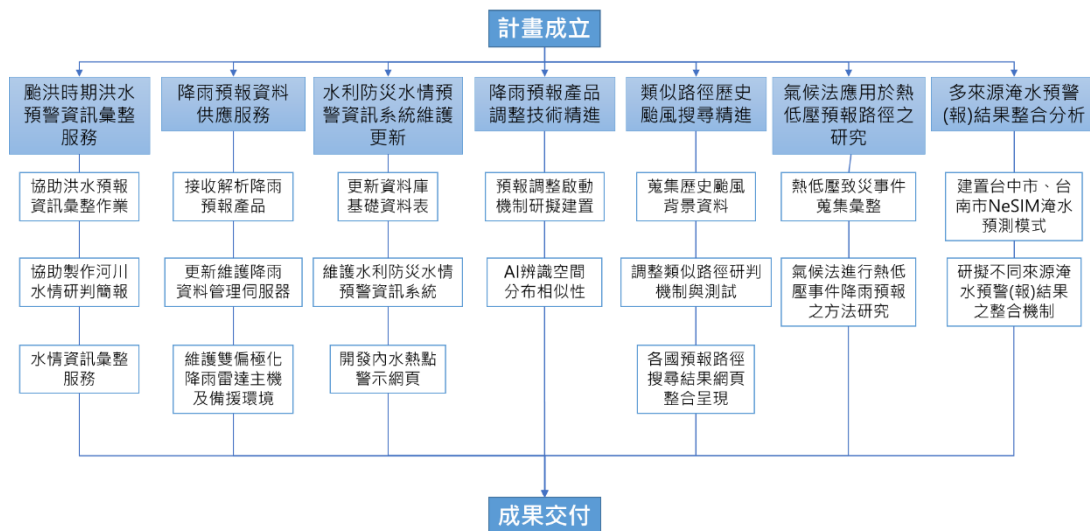 計畫成立
颱洪時期洪水
預警資訊彙整
服務
協助洪水預報
資訊彙整作業
協助製作河川
水情研判簡報
水情資訊彙整
服務
降雨預報資料
供應服務
接收解析降雨
預報產品
更新維護降雨
資料管理伺服器
維護雙偏極化
降雨雷達主機
及備援環境
水利防災水情預
警資訊系統維護
更新
更新資料庫
基礎資料表
維護水利防災水情
預警資訊系統
開發內水熱點
警示網頁
降雨預報產品
調整技術精進
預報調整啟動
機制研擬建置
AI辨識空間
分布相似性
類似路徑歷史
颱風搜尋精進
蒐集歷史颱風
背景資料
調整類似路徑研判
機制與測試
各國預報路徑
搜尋結果網頁
整合呈現
氣候法應用於熱
低壓預報路徑之
研究
熱低壓致災事件
蒐集彙整
氣候法進行熱低
壓事件降雨預報
之方法研究
多來源淹水預警
(報)結果整合分析
建置台中市、台
南市NeSIM淹水
預測模式
研擬不同來源淹
水預警(報)結果
之整合機制
成果交付